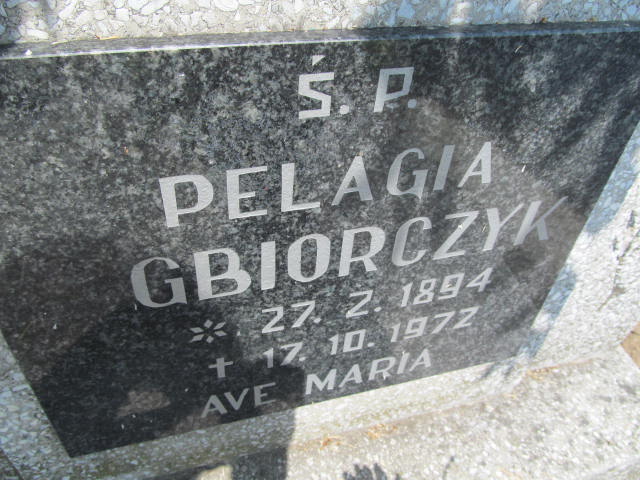 Ś. P.
PELAGIA
GBIORCZYK
* 27. 2. 1894
+ 17. 10. 1972
AVE MARIA